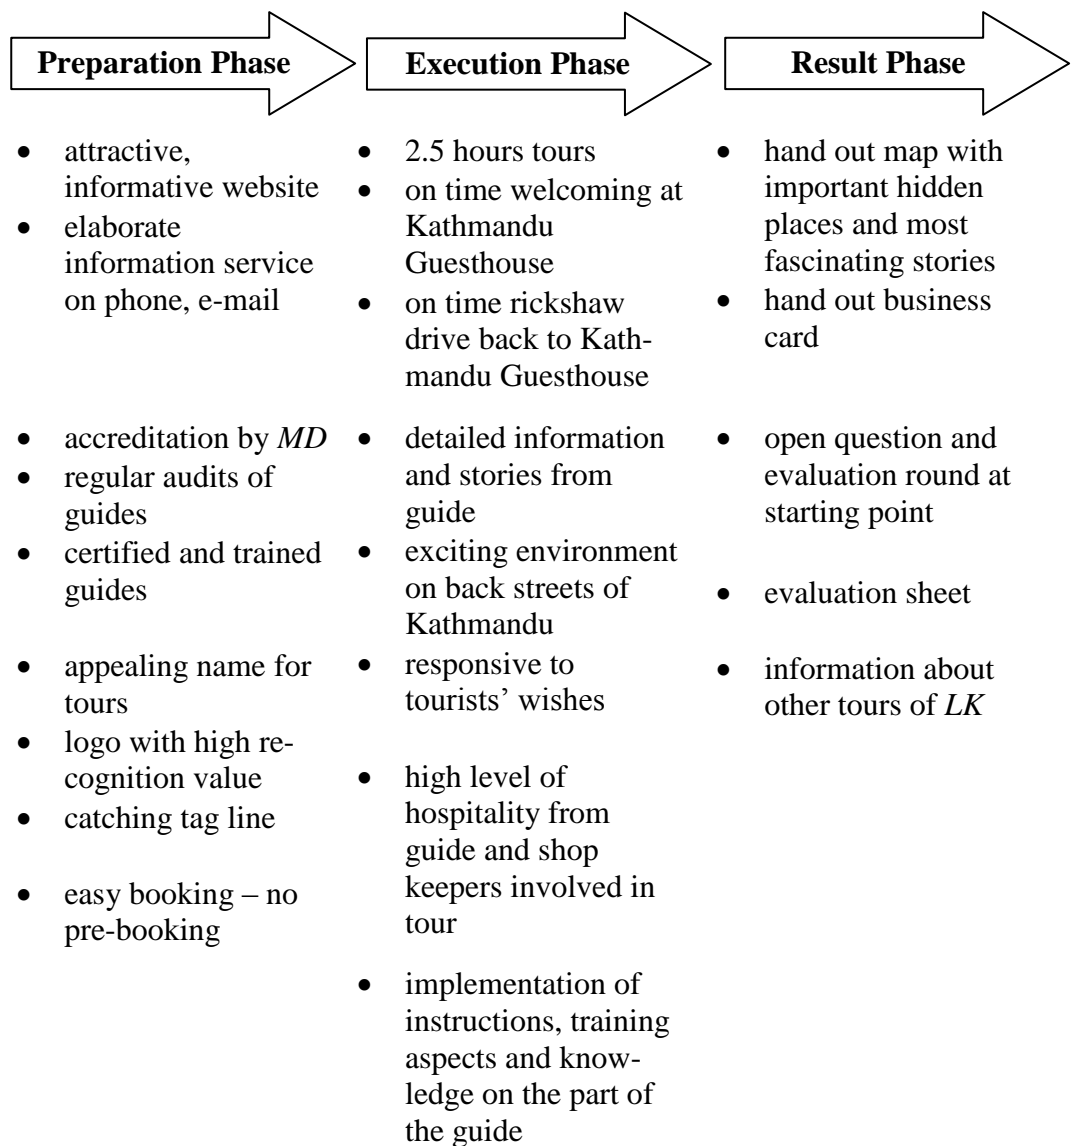 Preparation Phase
Execution Phase
Result Phase
• attractive,
informative website
• elaborate
information service
on phone, e-mail
• accreditation by MD
• regular audits of
guides
• certified and trained
guides
• appealing name for
tours
• logo with high re-
cognition value
• catching tag line
• easy booking – no
pre-booking
• 2.5 hours tours
• on time welcoming at
Kathmandu
Guesthouse
• on time rickshaw
drive back to Kath-
mandu Guesthouse
• detailed information
and stories from
guide
• exciting environment
on back streets of
Kathmandu
• responsive to
tourists’ wishes
• high level of
hospitality from
guide and shop
keepers involved in
tour
• implementation of
instructions, training
aspects and know-
ledge on the part of
the guide
• hand out map with
important hidden
places and most
fascinating stories
• hand out business
card
• open question and
evaluation round at
starting point
• evaluation sheet
• information about
other tours of LK